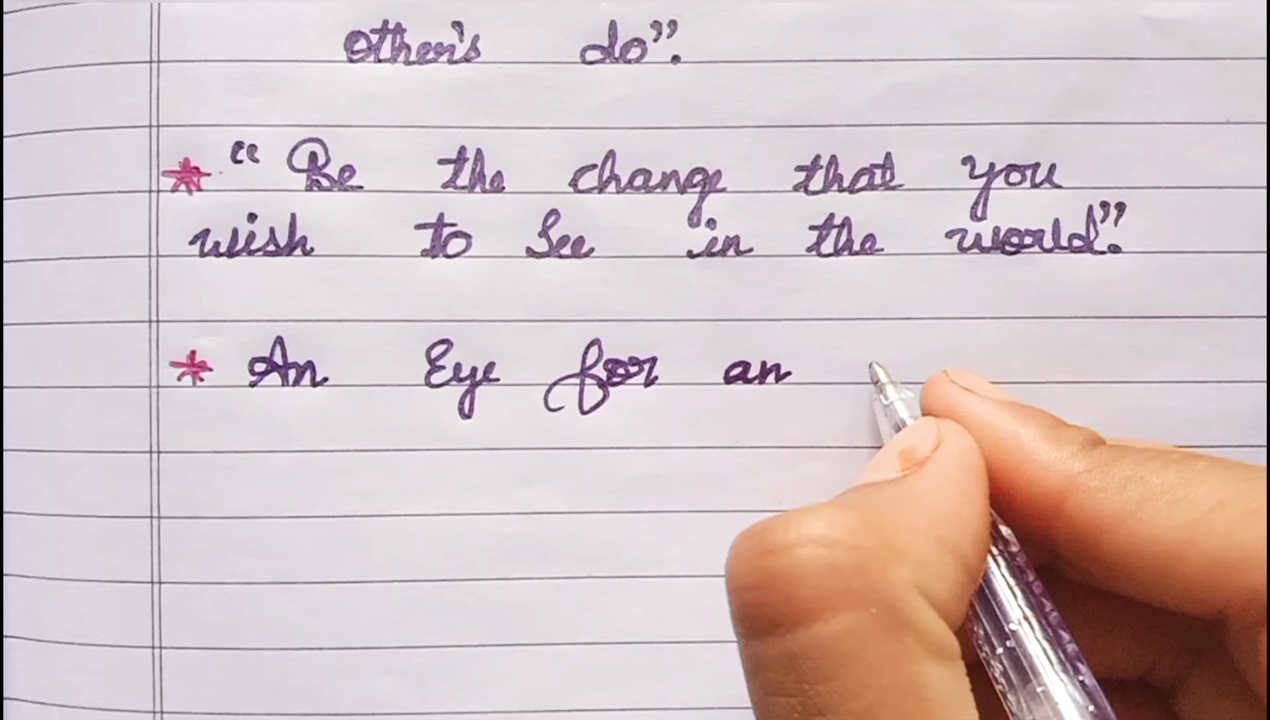 other's do".
* "Be the change that you
wish to See in the world".
* An Eye for an